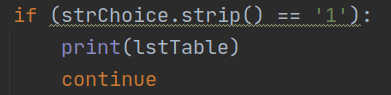 if (strChoice.strip() == '1'):
    print(lstTable)
    continue